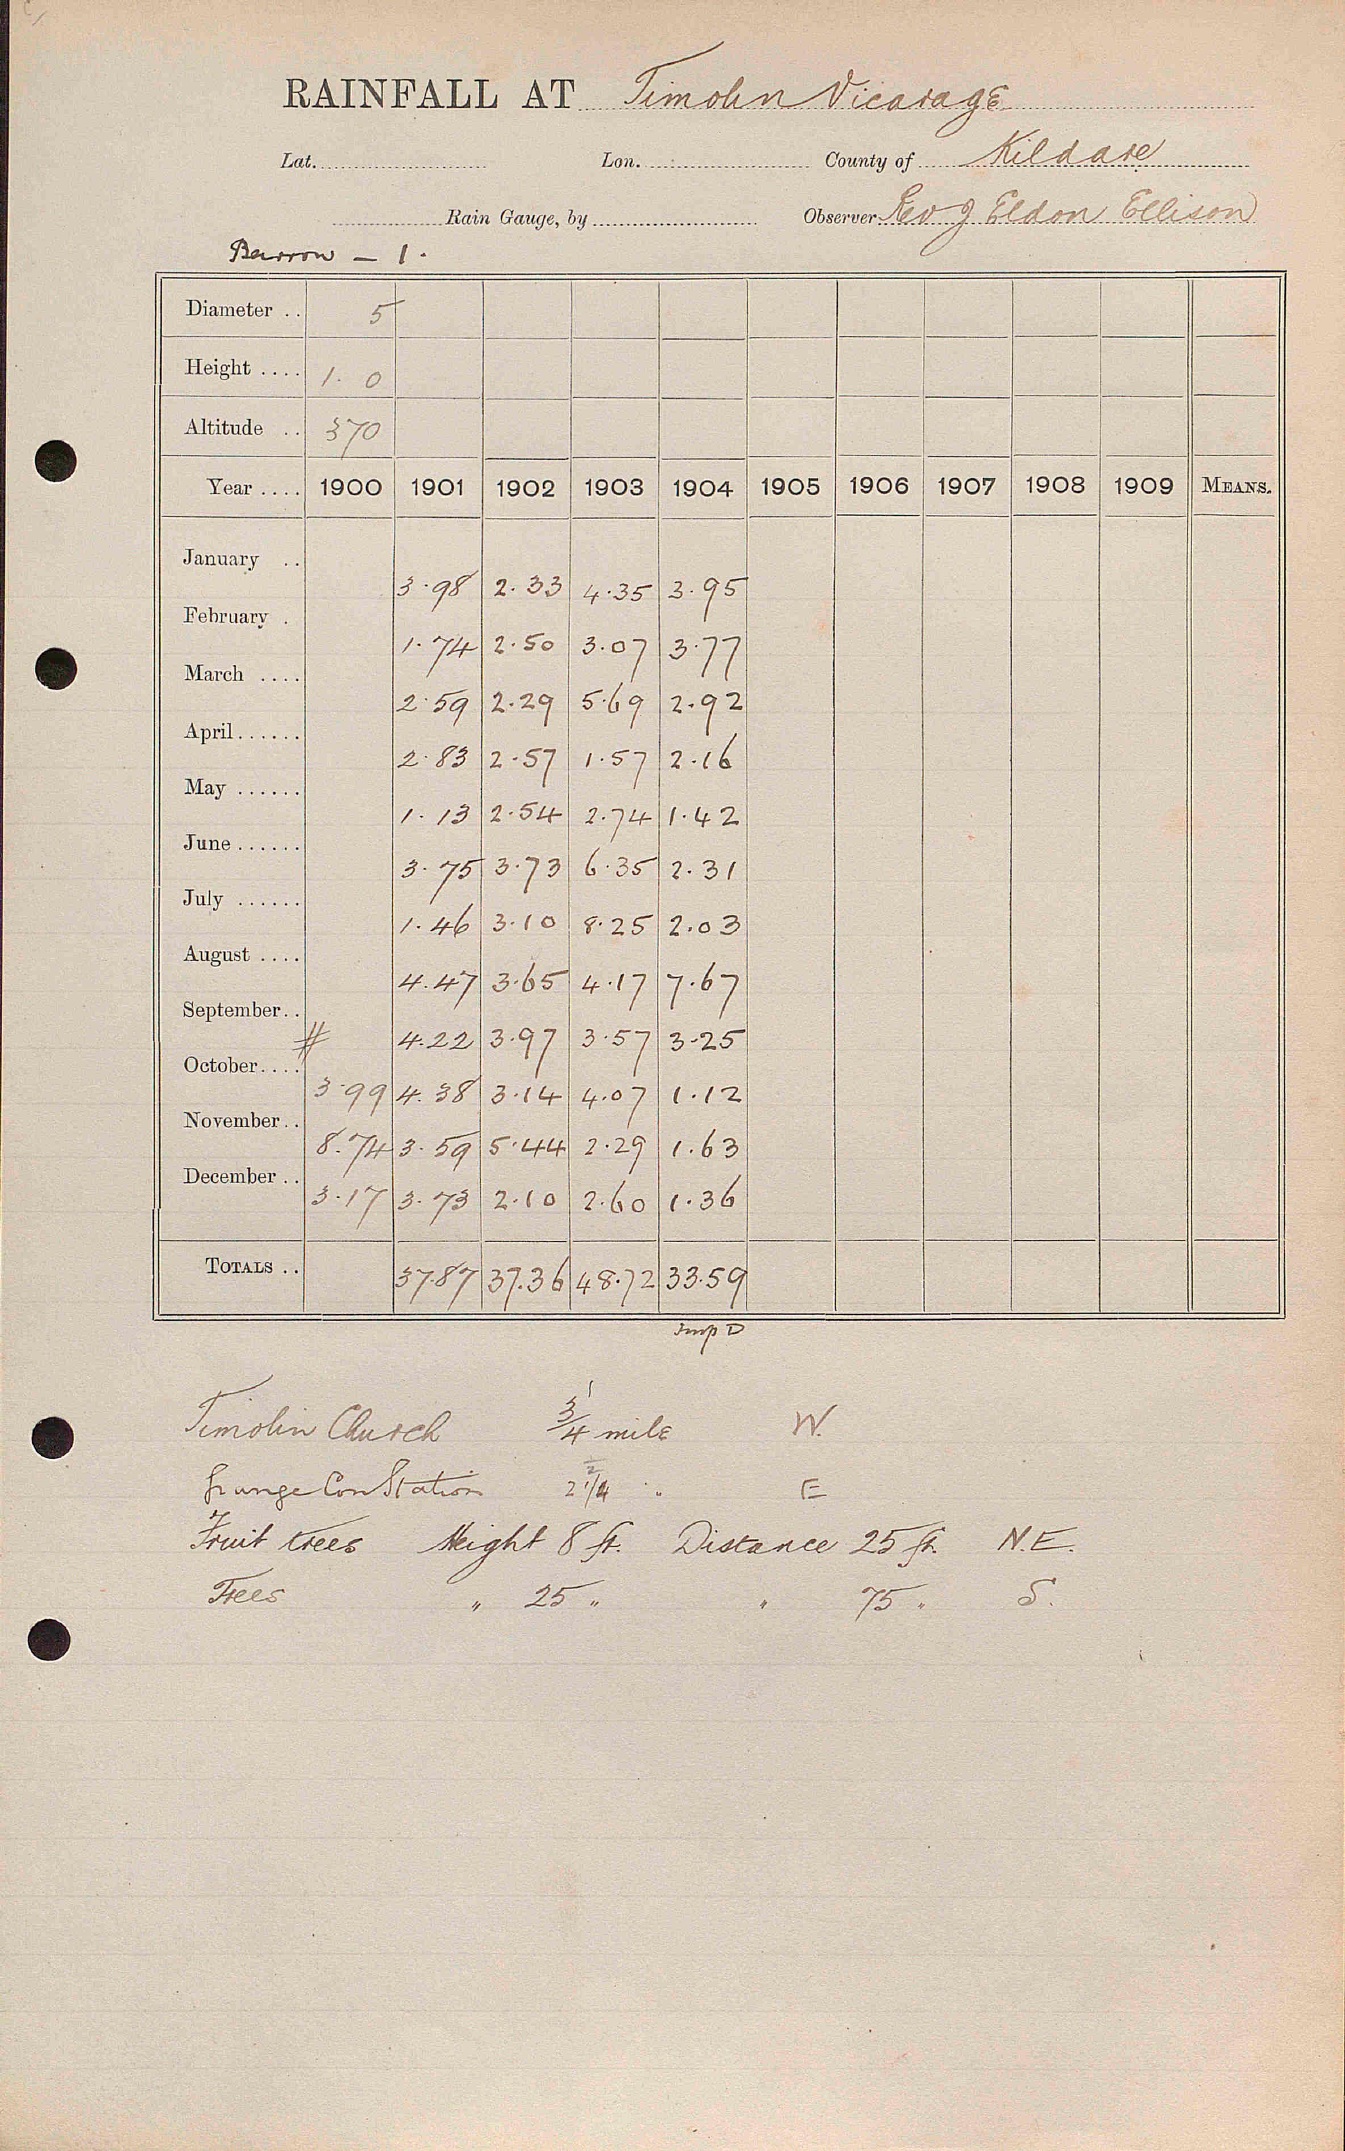 RAINFALL AT Timolin Vicarage
Lat. Lon. County of Kildare
Rain Gauge, by Observer Rev J Eldon Ellison
Barrow - 1.
Diameter .. 5
Height .... 1. 0
Altitude .. 370
Year .... 1900 1901 1902 1903 1904 1905 1906 1907 1908 1909 MEANS.
January .. 3.98 2.33 4.35 3.95
February . 1.74 2.50 3.07 3.77
March .... 2.59 2.29 5.69 2.92
April...... 2.83 2.57 1.57 2.16
May ...... 1.13 2.54 2.74 1.42
June...... 3.75 3.73 6.35 2.31
July ...... 1.46 3.10 8.25 2.03
August .... 4.47 3.65 4.17 7.67
September.. # 4.22 3.97 3.57 3.25
October.... 3.99 4.38 3.14 4.07 1.12
November.. 8.74 3.59 5.44 2.29 1.63
December .. 3.17 3.73 2.10 2.60 1.36
TOTALS .. 37.87 37.36 48.72 33.59
Imp D
Timolin Church 3/4 mile W.
Grange Con Station 2 1/4 " E
Fruit trees Height 8 ft. Distance 25 ft. N.E.
Trees " 25 " " 75 " S.